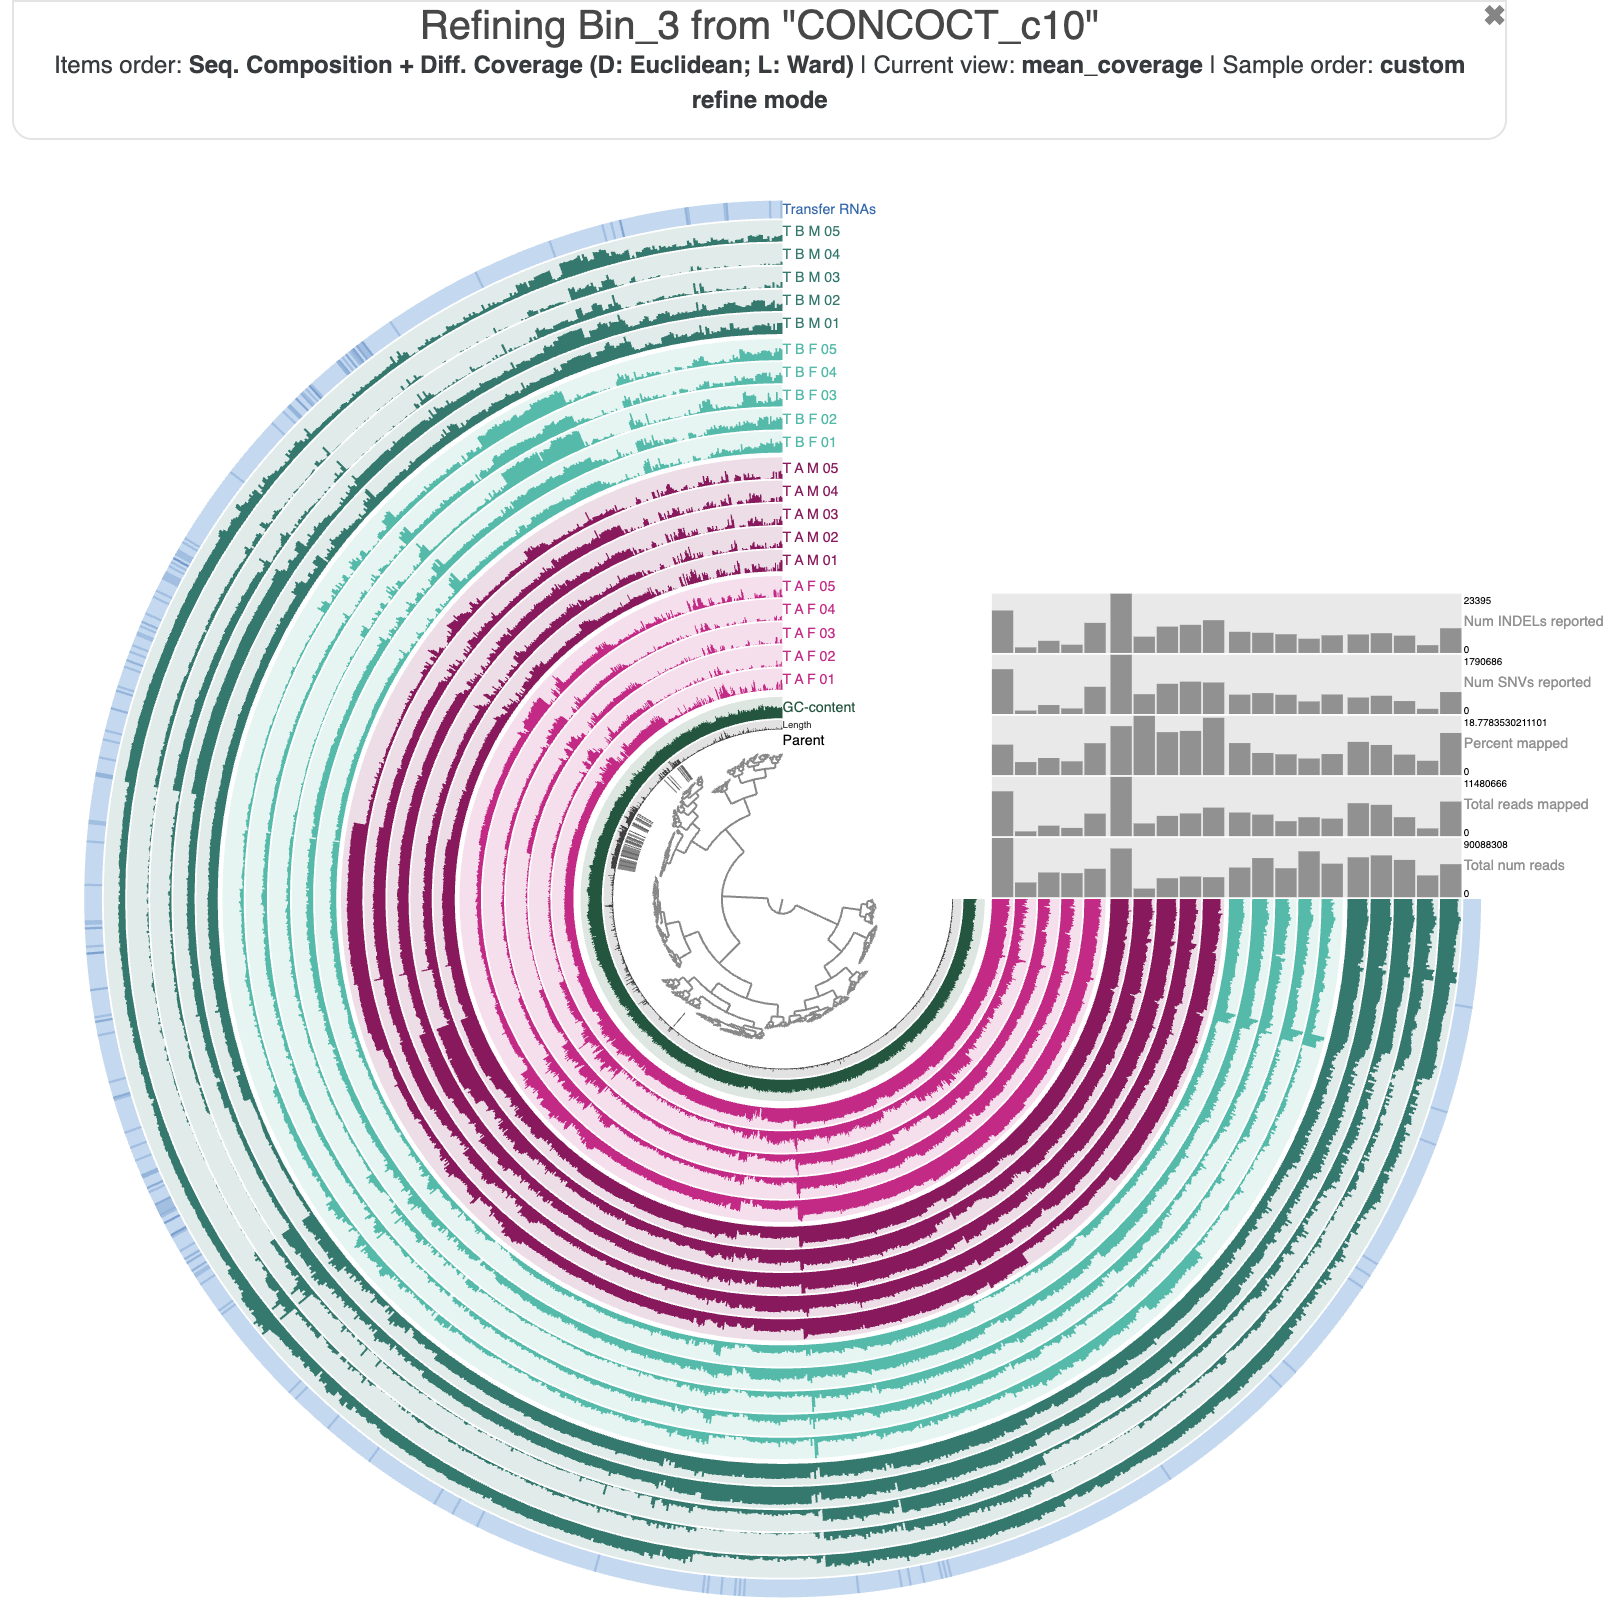 Refining Bin_3 from "CONCOCT_c10"
✖
Items order: Seq. Composition + Diff. Coverage (D: Euclidean; L: Ward) | Current view: mean_coverage | Sample order: custom
refine mode
Transfer RNAs
T B M 05
T B M 04
T B M 03
T B M 02
T B M 01
T B F 05
T B F 04
T B F 03
T B F 02
T B F 01
T A M 05
T A M 04
T A M 03
T A M 02
T A M 01
T A F 05
T A F 04
T A F 03
T A F 02
T A F 01
GC-content
Length
Parent
23395
Num INDELs reported
0
1790686
Num SNVs reported
0
18.7783530211101
Percent mapped
0
11480666
Total reads mapped
0
90088308
Total num reads
0